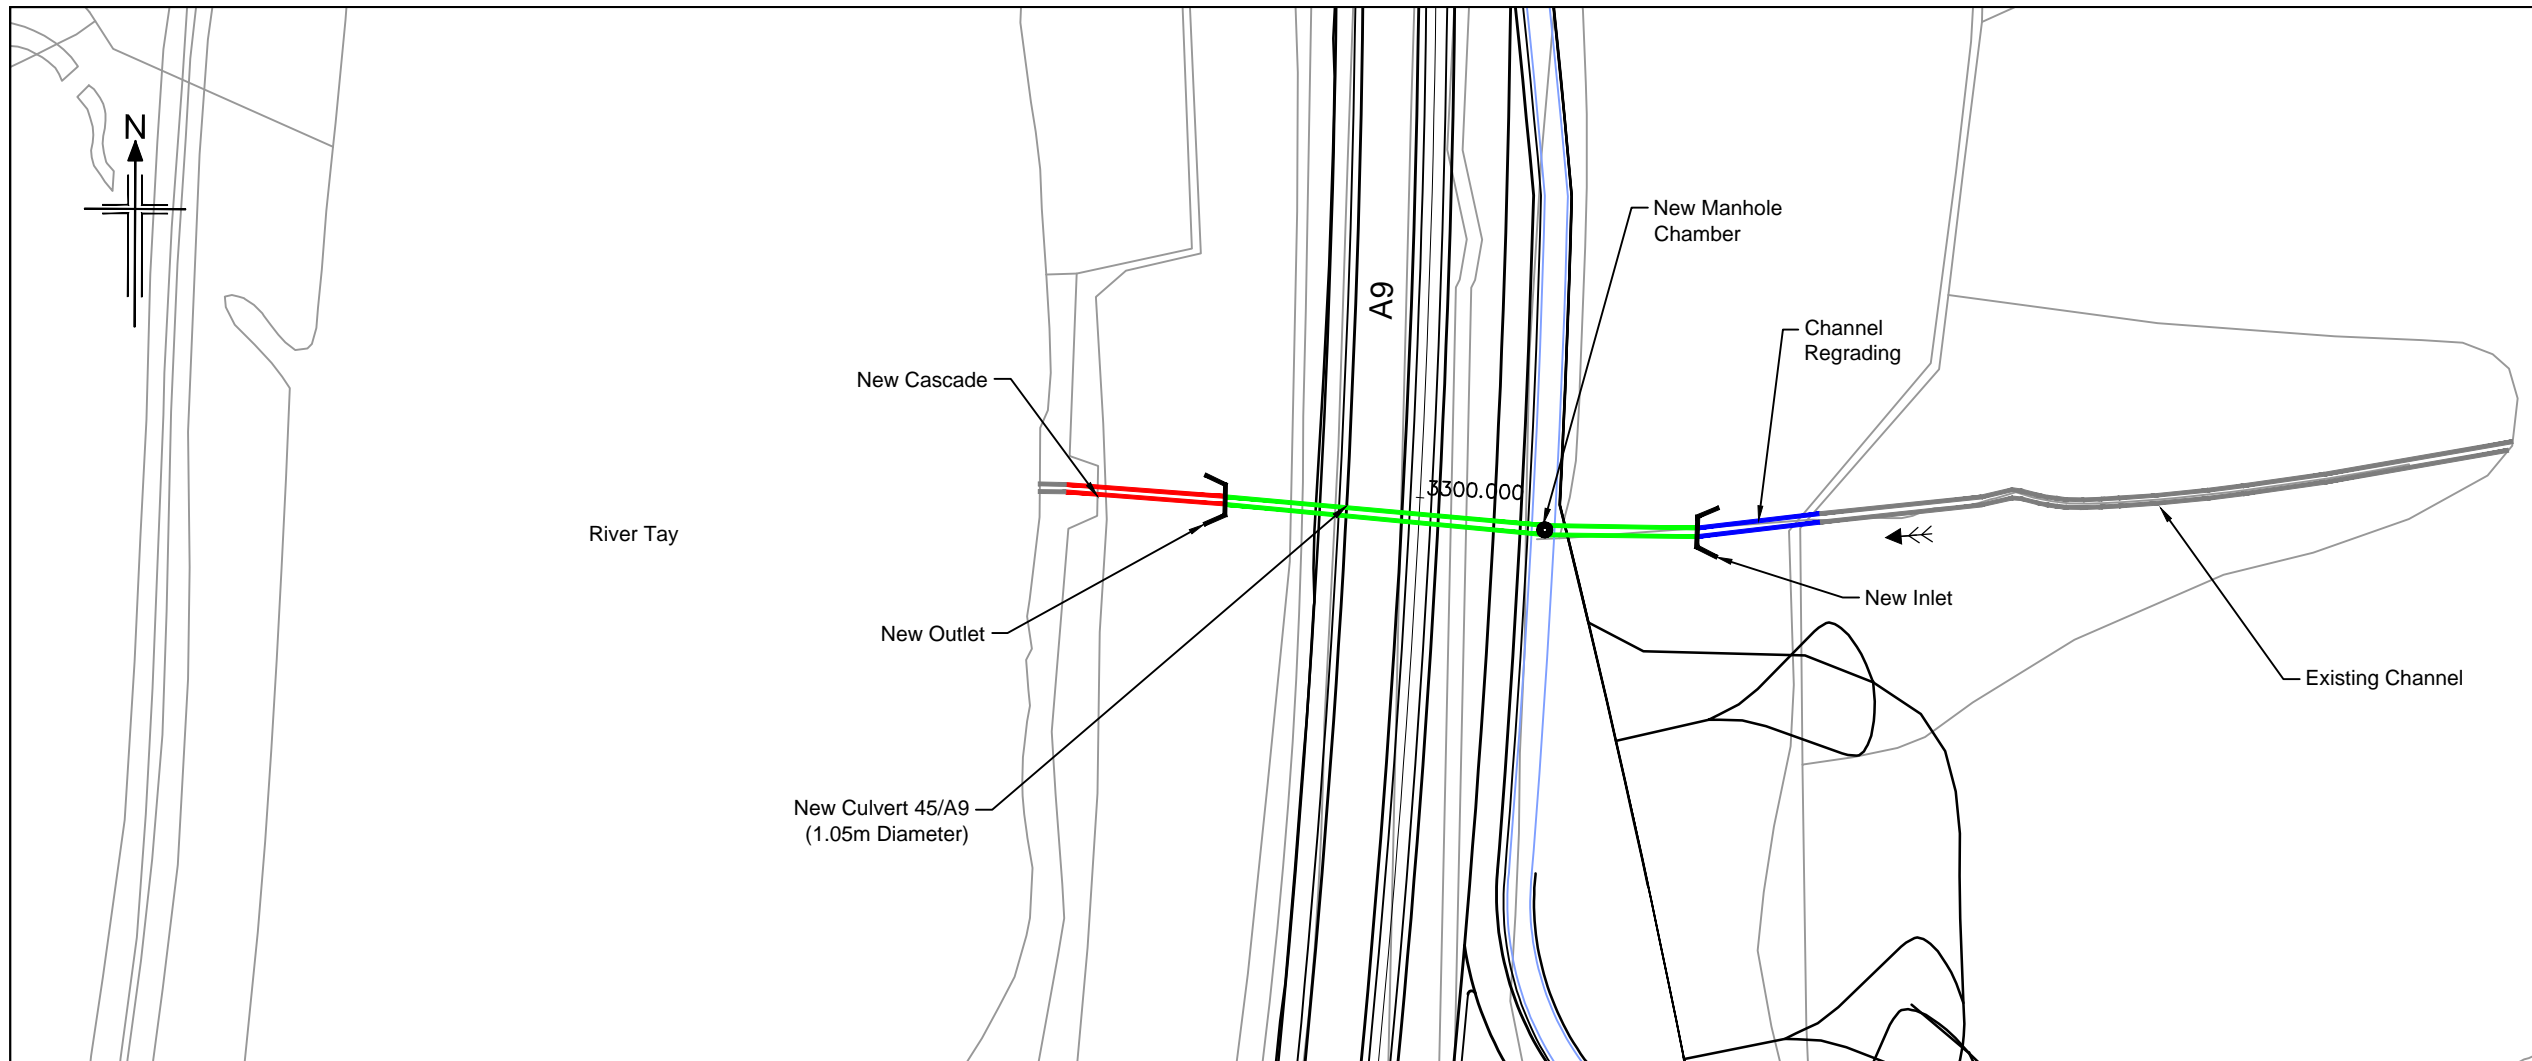 N
New Manhole
Chamber
A9
Channel
Regrading
New Cascade
3300.000
River Tay
New Inlet
New Outlet
Existing Channel
New Culvert 45/A9
(1.05m Diameter)